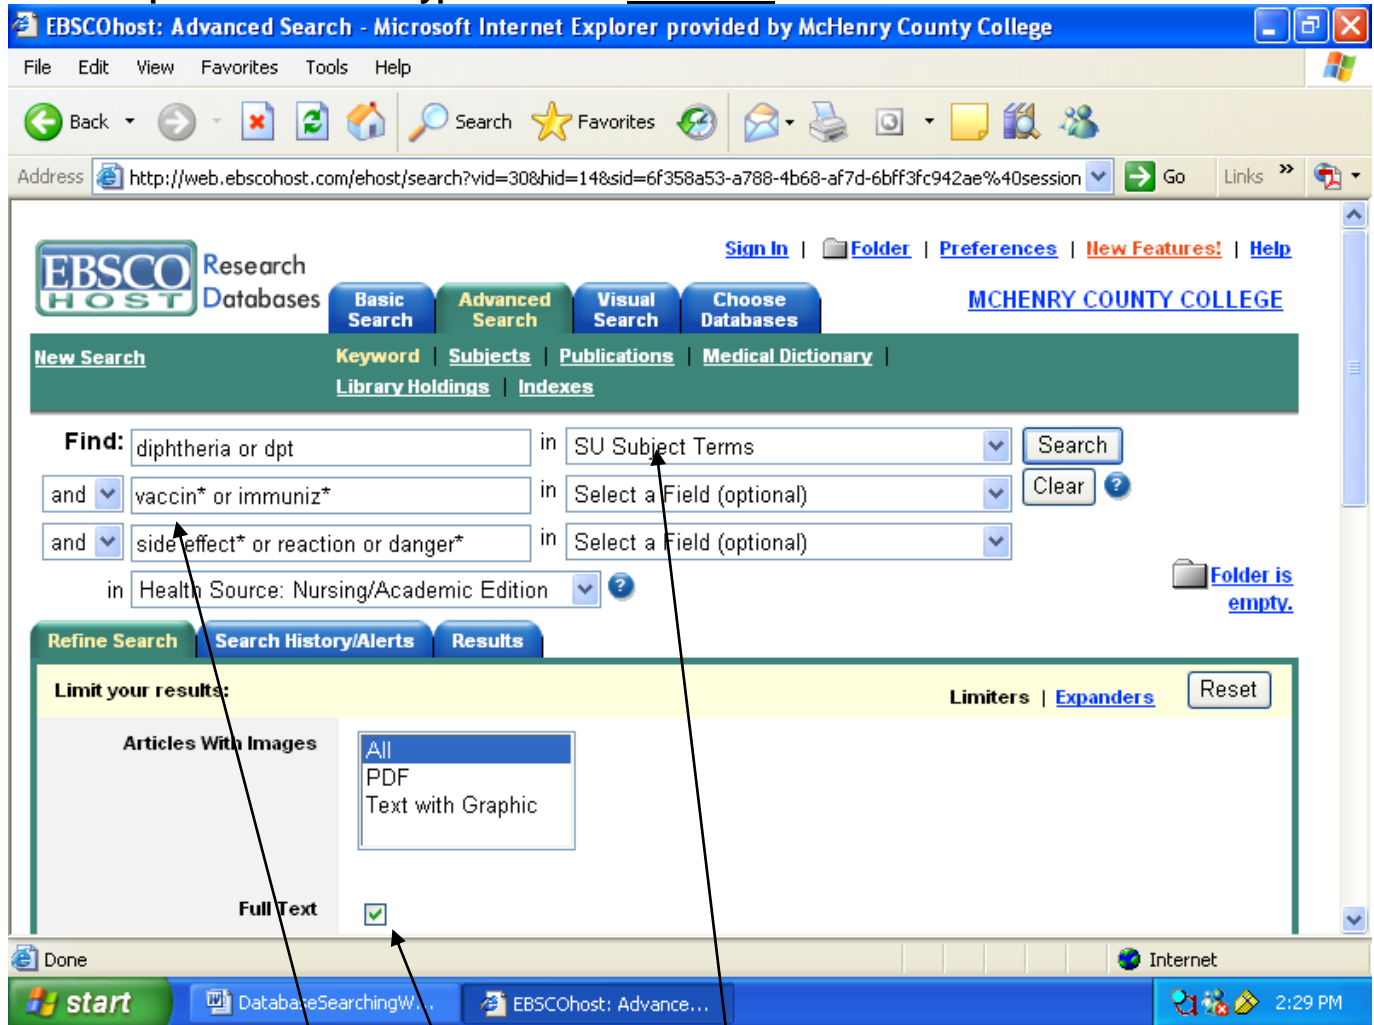 EBSCOhost: Advanced Search - Microsoft Internet Explorer provided by McHenry County College
File Edit View Favorites Tools Help
Back Search Favorites
Address http://web.ebscohost.com/ehost/search?vid=30&hid=14&sid=6f358a53-a788-4b68-af7d-6bff3fc942ae%40session Go Links »
Sign In | Folder | Preferences | New Features! | Help
EBSCO HOST Research Databases
Basic Search Advanced Search Visual Search Choose Databases
MCHENRY COUNTY COLLEGE
New Search Keyword | Subjects | Publications | Medical Dictionary |
Library Holdings | Indexes
Find: diphtheria or dpt in SU Subject Terms Search
and vaccin* or immuniz* in Select a Field (optional) Clear ?
and side effect* or reaction or danger* in Select a Field (optional)
in Health Source: Nursing/Academic Edition ?
Folder is empty.
Refine Search Search History/Alerts Results
Limit your results: Limiters | Expanders Reset
Articles With Images All
PDF
Text with Graphic
Full Text
Done Internet
start DatabaseSearchingW... EBSCOhost: Advance... 2:29 PM